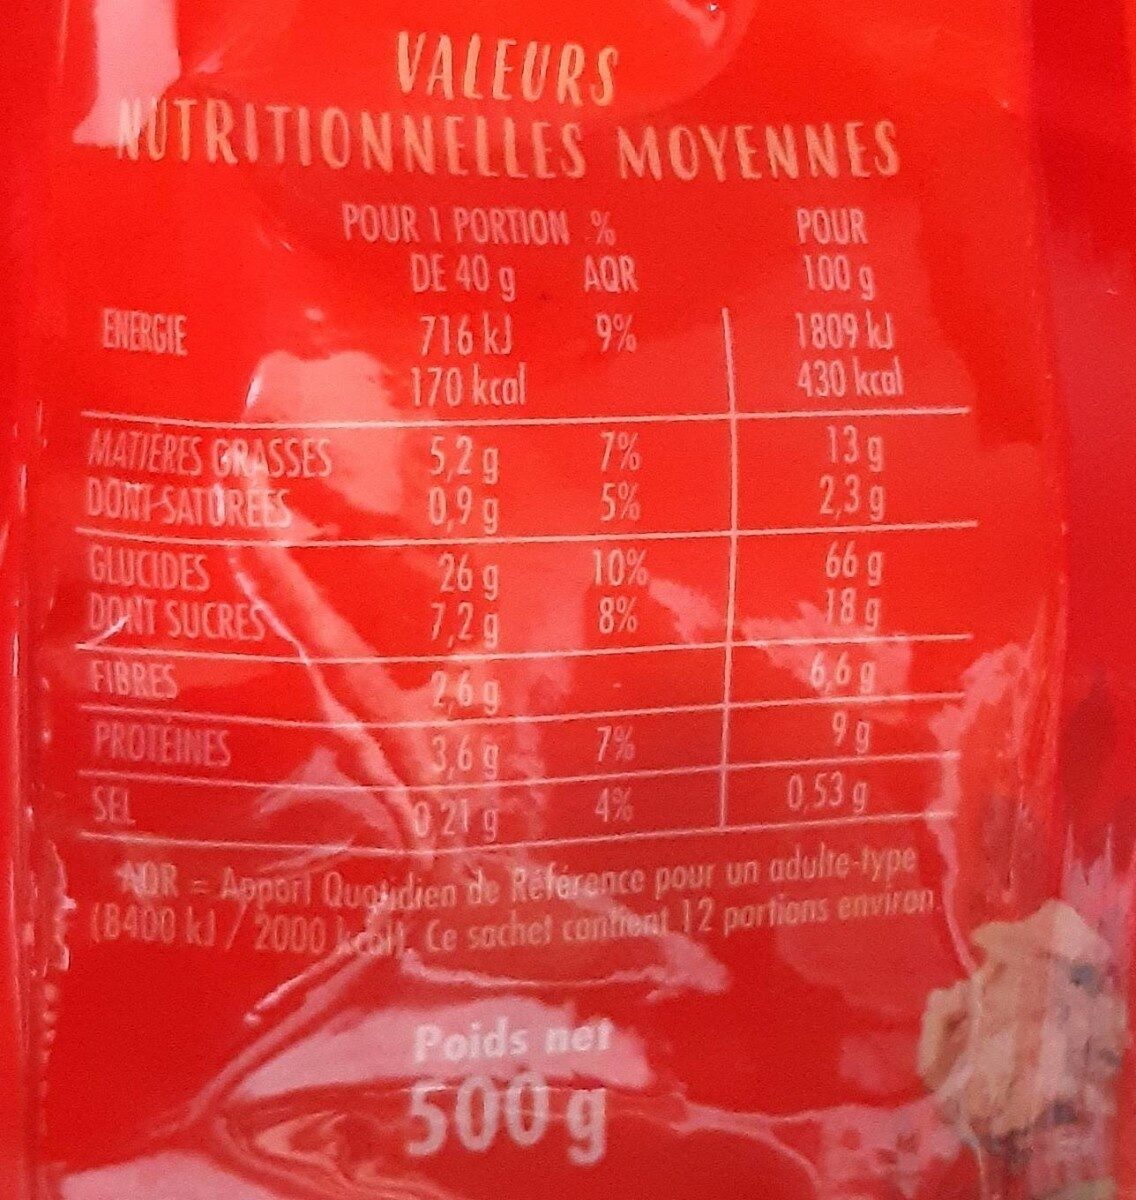 VALEURS
NUTRITIONNELLES MOYENNES
POUR 1 PORTION % POUR
DE 40 g AQR 100 g
ENERGIE 716 kJ 9% 1809 kJ
170 kcal 430 kcal
MATIÈRES GRASSES 5,2 g 7% 13 g
DONT SATURÉES 0,9 g 5% 2,3 g
GLUCIDES 26 g 10% 66 g
DONT SUCRES 7,2 g 8% 18 g
FIBRES 2,6 g - 6,6 g
PROTÉINES 3,6 g 7% 9 g
SEL 0,21 g 4% 0,53 g
AQR = Apport Quotidien de Référence pour un adulte-type
(8400 kJ / 2000 kcal). Ce sachet contient 12 portions environ.
Poids net
500 g